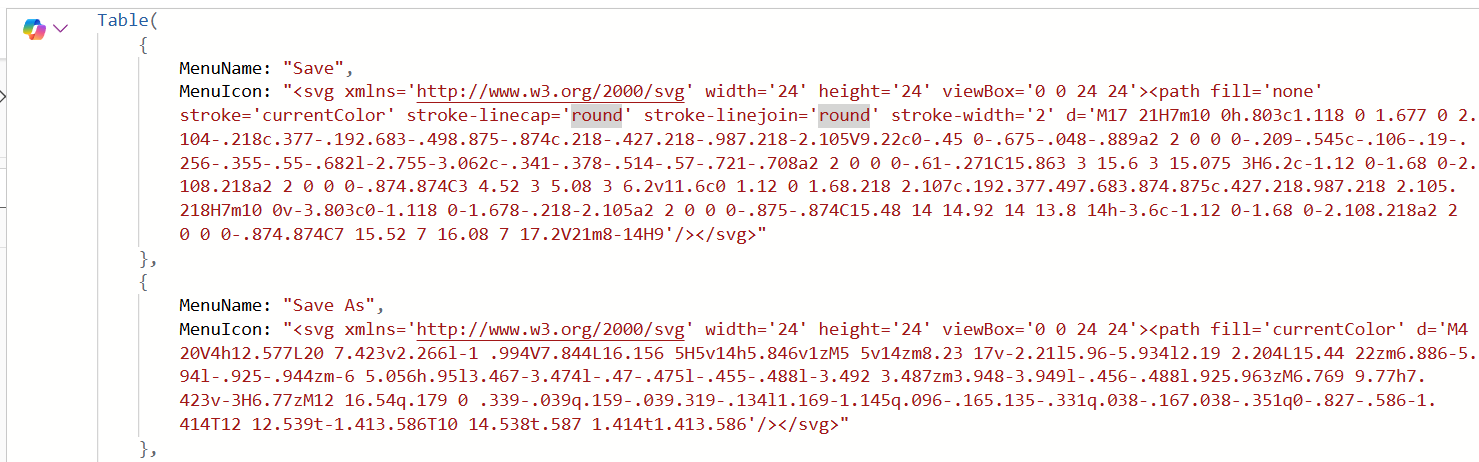 Table(
{
MenuName: "Save",
MenuIcon: "<svg xmlns='http://www.w3.org/2000/svg' width='24' height='24' viewBox='0 0 24 24'><path fill='none'
stroke='currentColor' stroke-linecap='round' stroke-linejoin='round' stroke-width='2' d='M17 21H7m10 0h.803c1.118 0 1.677 0 2.
104-.218c.377-.192.683-.498.875-.874c.218-.427.218-.987.218-2.105V9.22c0-.45 0-.675-.048-.889a2 2 0 0 0-.209-.545c-.106-.19-.
256-.355-.55-.682l-2.755-3.062c-.341-.378-.514-.57-.721-.708a2 2 0 0 0-.61-.271C15.863 3 15.6 3 15.075 3H6.2c-1.12 0-1.68 0-2.
108.218a2 2 0 0 0-.874.874C3 4.52 3 5.08 3 6.2v11.6c0 1.12 0 1.68.218 2.107c.192.377.497.683.874.875c.427.218.987.218 2.105.
218H7m10 0v-3.803c0-1.118 0-1.678-.218-2.105a2 2 0 0 0-.875-.874C15.48 14 14.92 14 13.8 14h-3.6c-1.12 0-1.68 0-2.108.218a2 2
0 0 0-.874.874C7 15.52 7 16.08 7 17.2V21m8-14H9'/></svg>"
},
{
MenuName: "Save As",
MenuIcon: "<svg xmlns='http://www.w3.org/2000/svg' width='24' height='24' viewBox='0 0 24 24'><path fill='currentColor' d='M4
20V4h12.577L20 7.423v2.266l-1 .994V7.844L16.156 5H5v14h5.846v1zM5 5v14zm8.23 17v-2.21l5.96-5.934l2.19 2.204L15.44 22zm6.886-5.
94l-.925-.944zm-6 5.056h.95l3.467-3.474l-.47-.475l-.455-.488l-3.492 3.487zm3.948-3.949l-.456-.488l.925.963zM6.769 9.77h7.
423v-3H6.77zM12 16.54q.179 0 .339-.039q.159-.039.319-.134l1.169-1.145q.096-.165.135-.331q.038-.167.038-.351q0-.827-.586-1.
414T12 12.539t-1.413.586T10 14.538t.587 1.414t1.413.586'/></svg>"
},